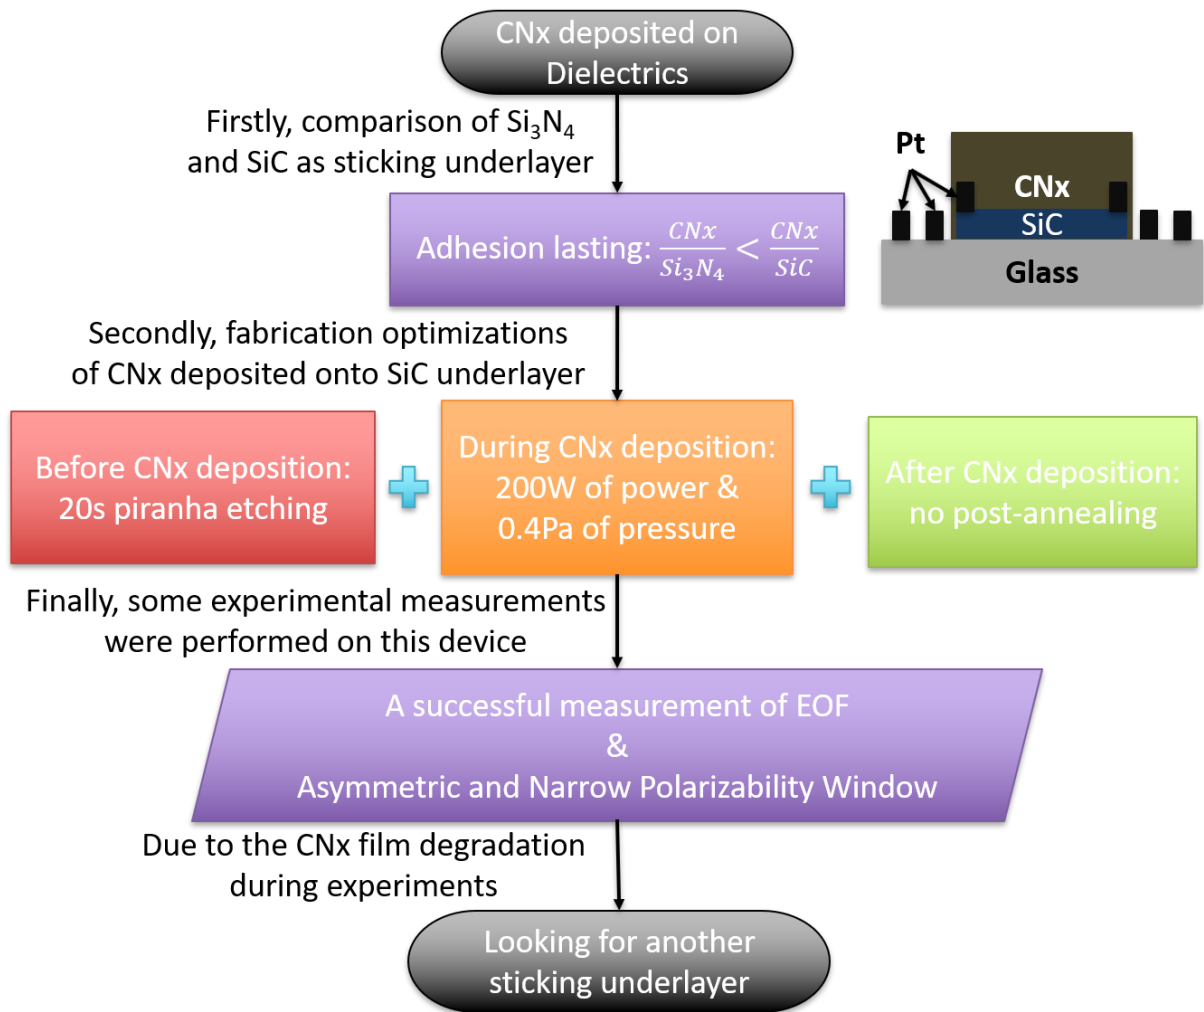 CNx deposited on
Dielectrics
Firstly, comparison of Si₃N₄
and SiC as sticking underlayer
Pt
CNx
SiC
Glass
Adhesion lasting: CNx/Si₃N₄ < CNx/SiC
Secondly, fabrication optimizations
of CNx deposited onto SiC underlayer
Before CNx deposition:
20s piranha etching
During CNx deposition:
200W of power &
0.4Pa of pressure
After CNx deposition:
no post-annealing
Finally, some experimental measurements
were performed on this device
A successful measurement of EOF
&
Asymmetric and Narrow Polarizability Window
Due to the CNx film degradation
during experiments
Looking for another
sticking underlayer